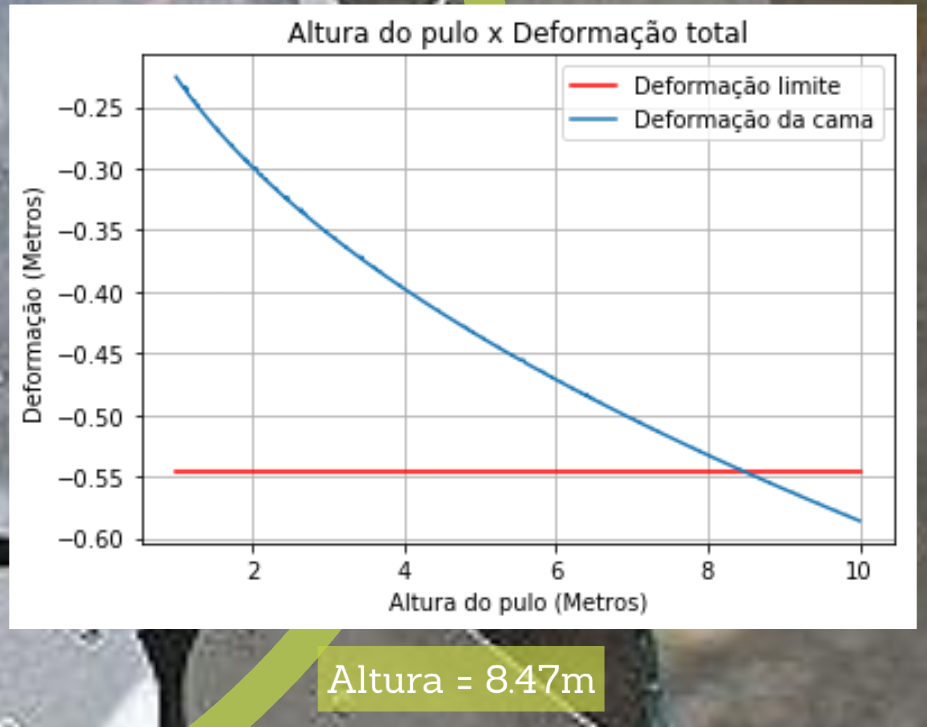 Altura do pulo x Deformação total
Deformação limite
Deformação da cama
Deformação (Metros)
−0.25
−0.30
−0.35
−0.40
−0.45
−0.50
−0.55
−0.60
2 4 6 8 10
Altura do pulo (Metros)
Altura = 8.47m